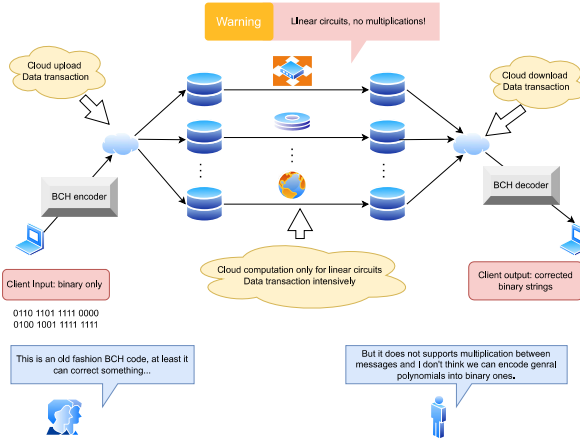 Warning
LInear circuits, no multiplications!
Cloud upload
Data transaction
Cloud download
Data transaction
BCH encoder
BCH decoder
Cloud computation only for linear circuits
Data transaction intensively
Client Input: binary only
Client output: corrected
binary strings
0110 1101 1111 0000
0100 1001 1111 1111
This is an old fashion BCH code, at least it
can correct something...
But it does not supports multiplication between
messages and I don't think we can encode genral
polynomials into binary ones.